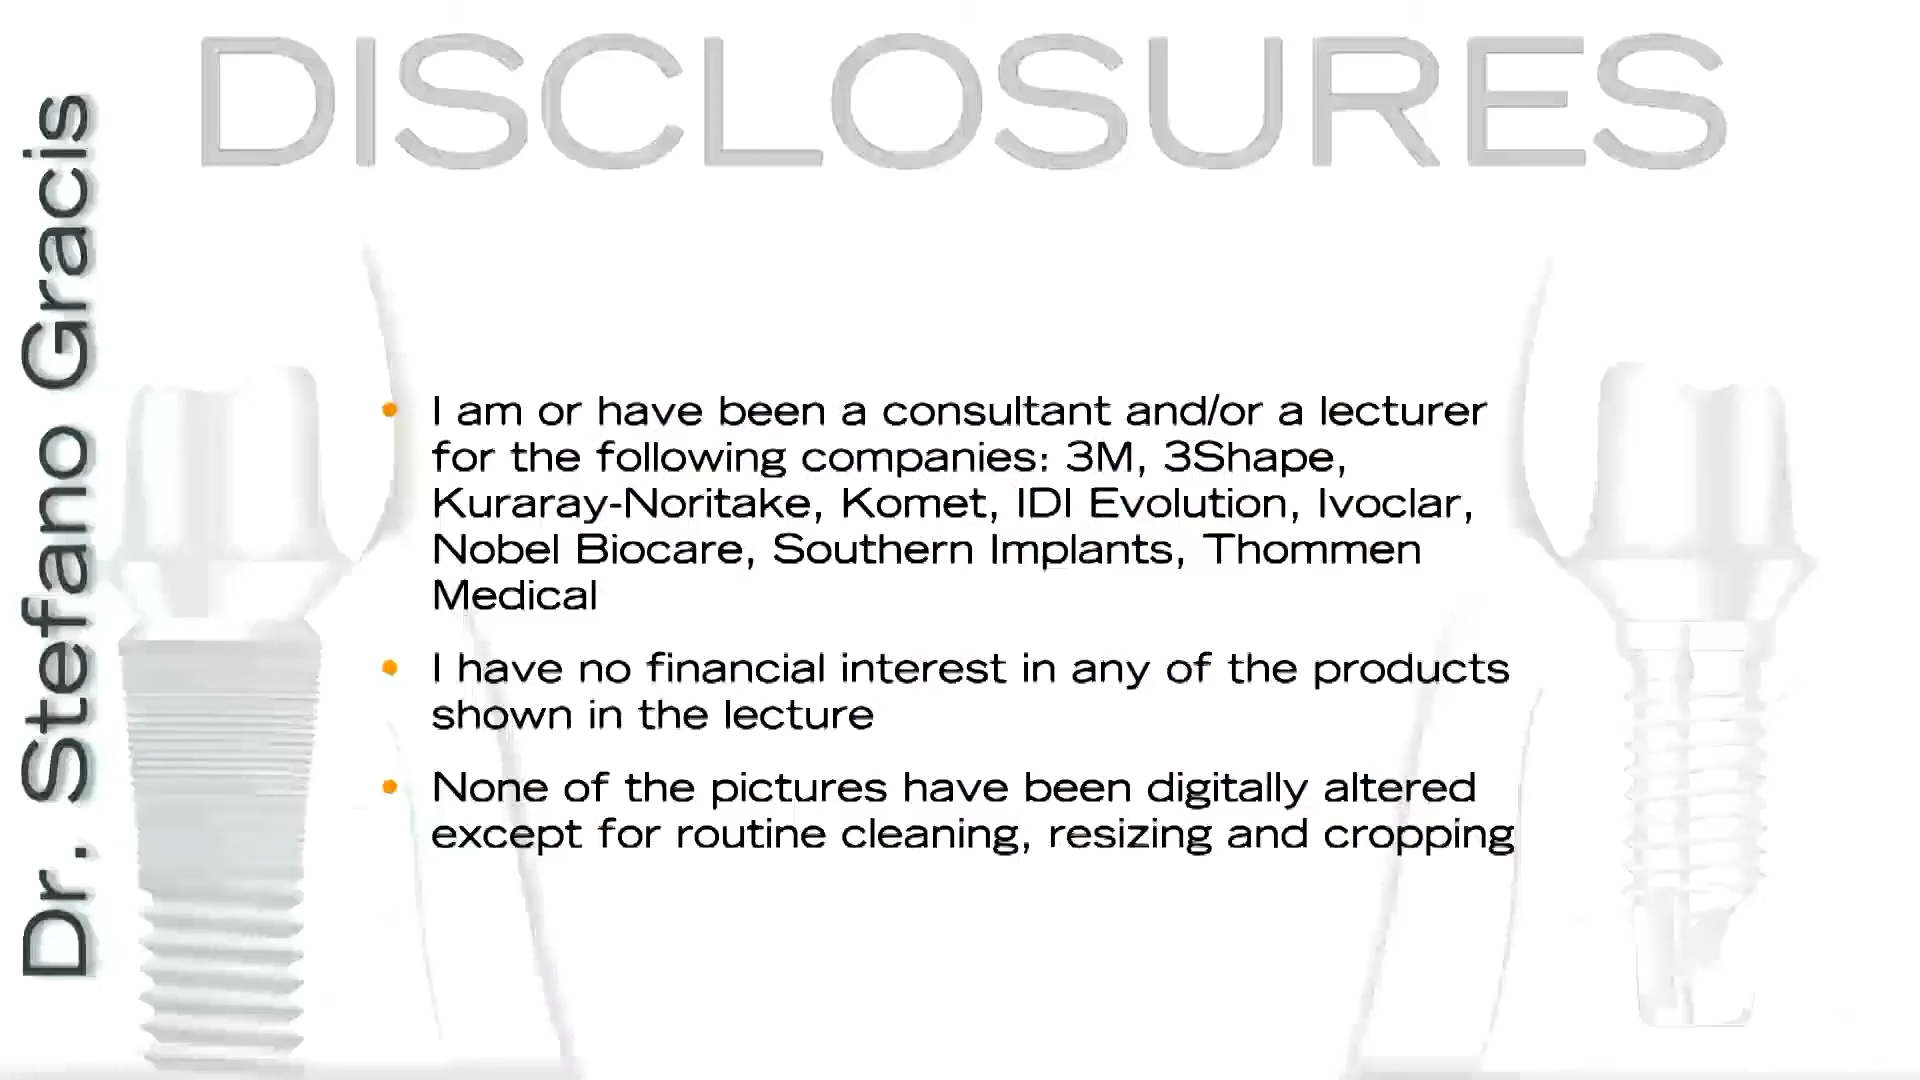 DISCLOSURES
Dr. Stefano Gracis
• I am or have been a consultant and/or a lecturer
for the following companies: 3M, 3Shape,
Kuraray-Noritake, Komet, IDI Evolution, Ivoclar,
Nobel Biocare, Southern Implants, Thommen
Medical
• I have no financial interest in any of the products
shown in the lecture
• None of the pictures have been digitally altered
except for routine cleaning, resizing and cropping